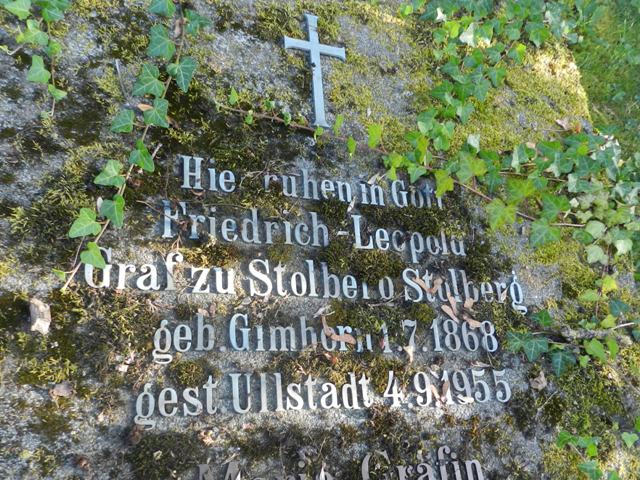 Hier ruhen in Gott
Friedrich-Leopold
Graf zu Stolberg Stolberg
geb Gimborn 1.7.1868
gest Ullstadt 4.9.1955
Maria Gräfin